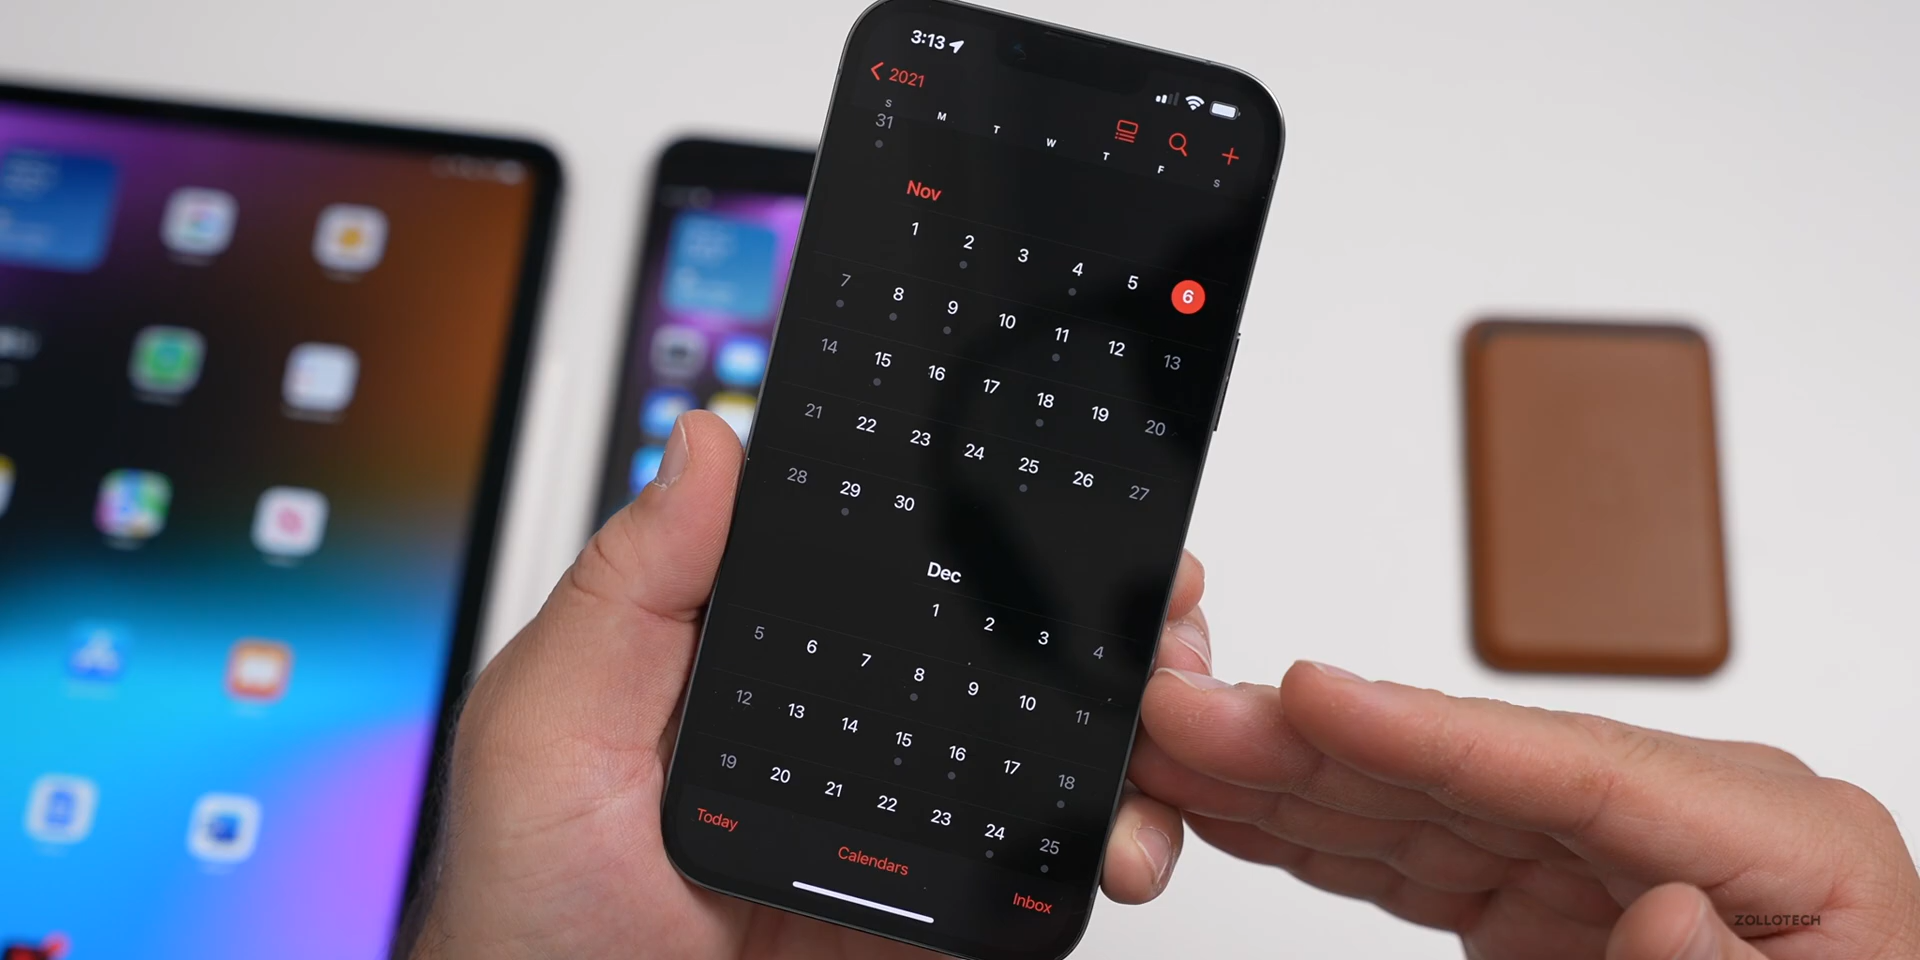 3:13
2021
S M T W T F S
31
Nov
1 2 3 4 5 6
7 8 9 10 11 12 13
14 15 16 17 18 19 20
21 22 23 24 25 26 27
28 29 30
Dec
1 2 3 4
5 6 7 8 9 10 11
12 13 14 15 16 17 18
19 20 21 22 23 24 25
Today Calendars Inbox
ZOLLOTECH